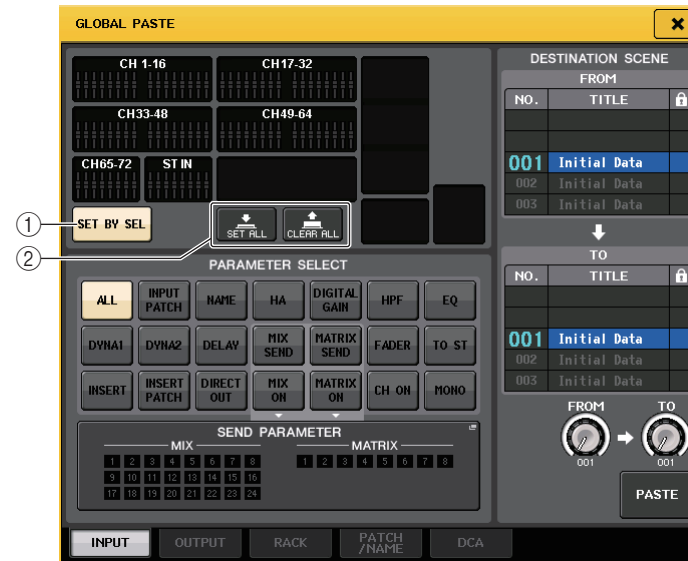 GLOBAL PASTE
CH 1-16
CH17-32
CH33-48
CH49-64
CH65-72
ST IN
①
SET BY SEL
②
SET ALL
CLEAR ALL
PARAMETER SELECT
ALL
INPUT PATCH
NAME
HA
DIGITAL GAIN
HPF
EQ
DYNA1
DYNA2
DELAY
MIX SEND
MATRIX SEND
FADER
TO ST
INSERT
INSERT PATCH
DIRECT OUT
MIX ON
MATRIX ON
CH ON
MONO
SEND PARAMETER
MIX
1 2 3 4 5 6 7 8
9 10 11 12 13 14 15 16
17 18 19 20 21 22 23 24
MATRIX
1 2 3 4 5 6 7 8
DESTINATION SCENE
FROM
NO. TITLE
001 Initial Data
002 Initial Data
003 Initial Data
TO
NO. TITLE
001 Initial Data
002 Initial Data
003 Initial Data
FROM
TO
001
001
PASTE
INPUT
OUTPUT
RACK
PATCH /NAME
DCA